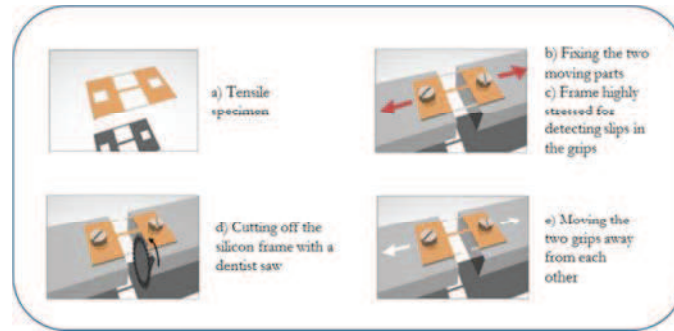 a) Tensile
specimen
b) Fixing the two
moving parts
c) Frame highly
stressed for
detecting slips in
the grips
d) Cutting off the
silicon frame with a
dentist saw
e) Moving the
two grips away
from each
other